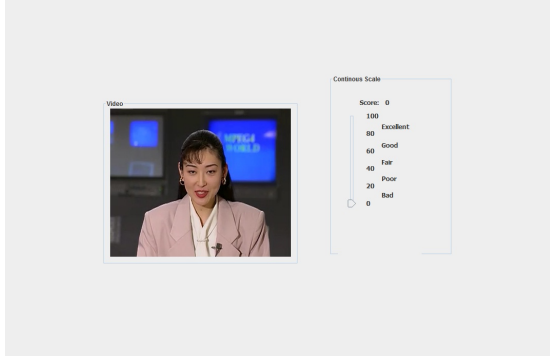 Video
MPEG4
WORLD
Continous Scale
Score: 0
100
Excellent
80
Good
60
Fair
40
Poor
20
Bad
0